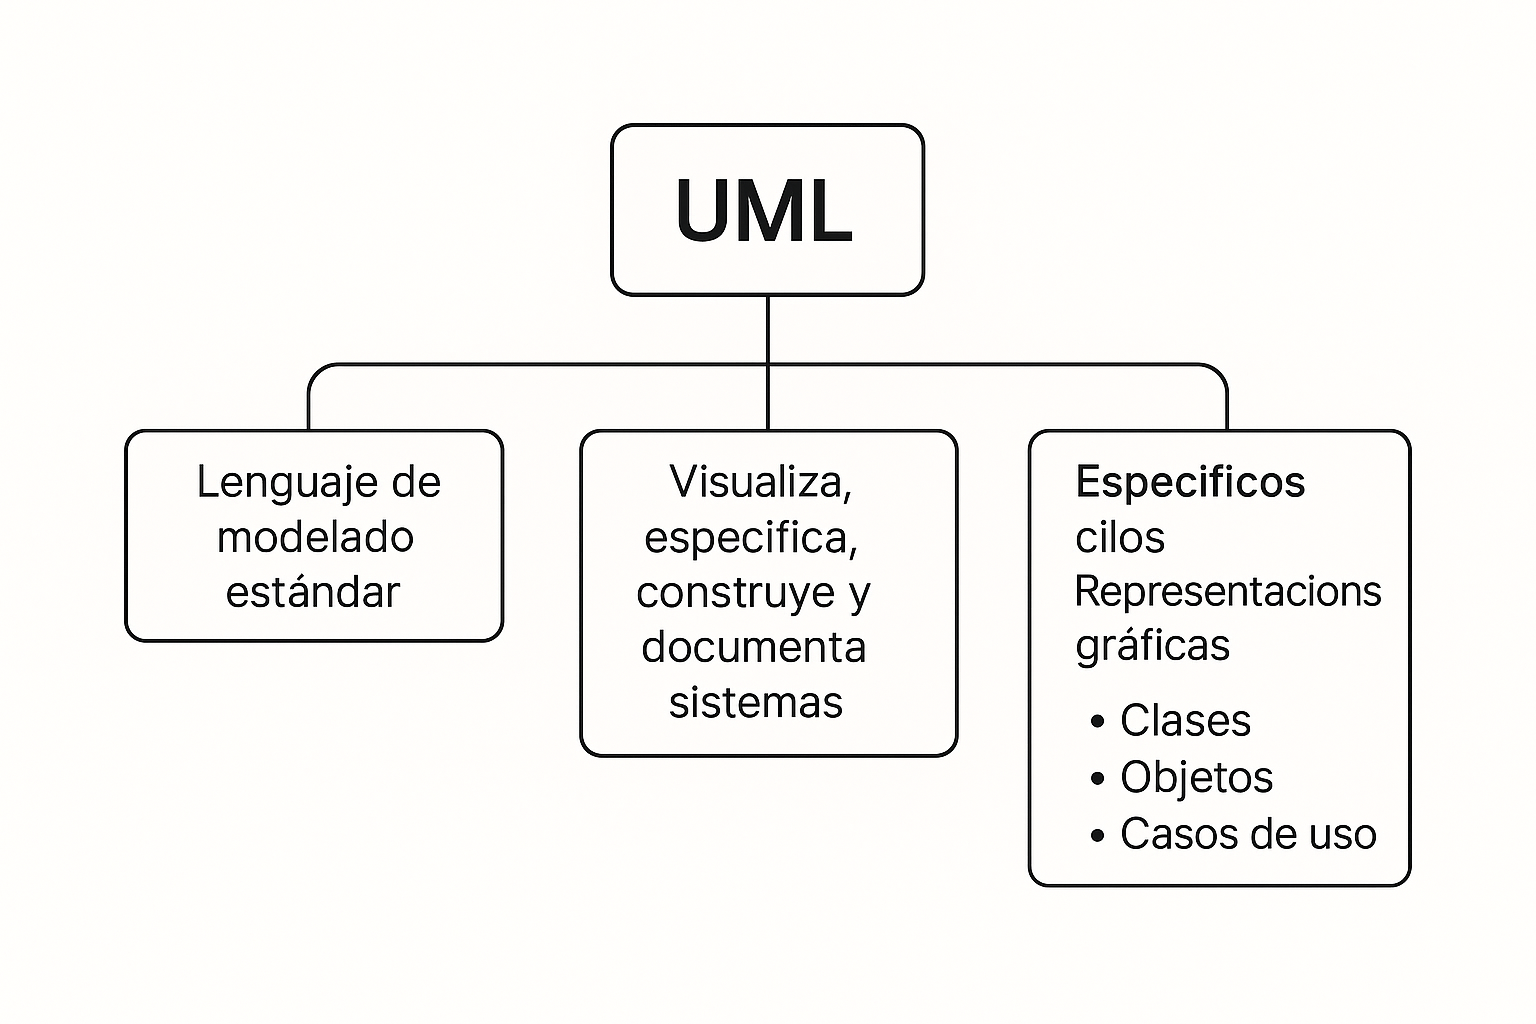 UML
Lenguaje de
modelado
estándar
Visualiza,
especifica,
construye y
documenta
sistemas
Especificos
cilos
Representacions
gráficas
• Clases
• Objetos
• Casos de uso